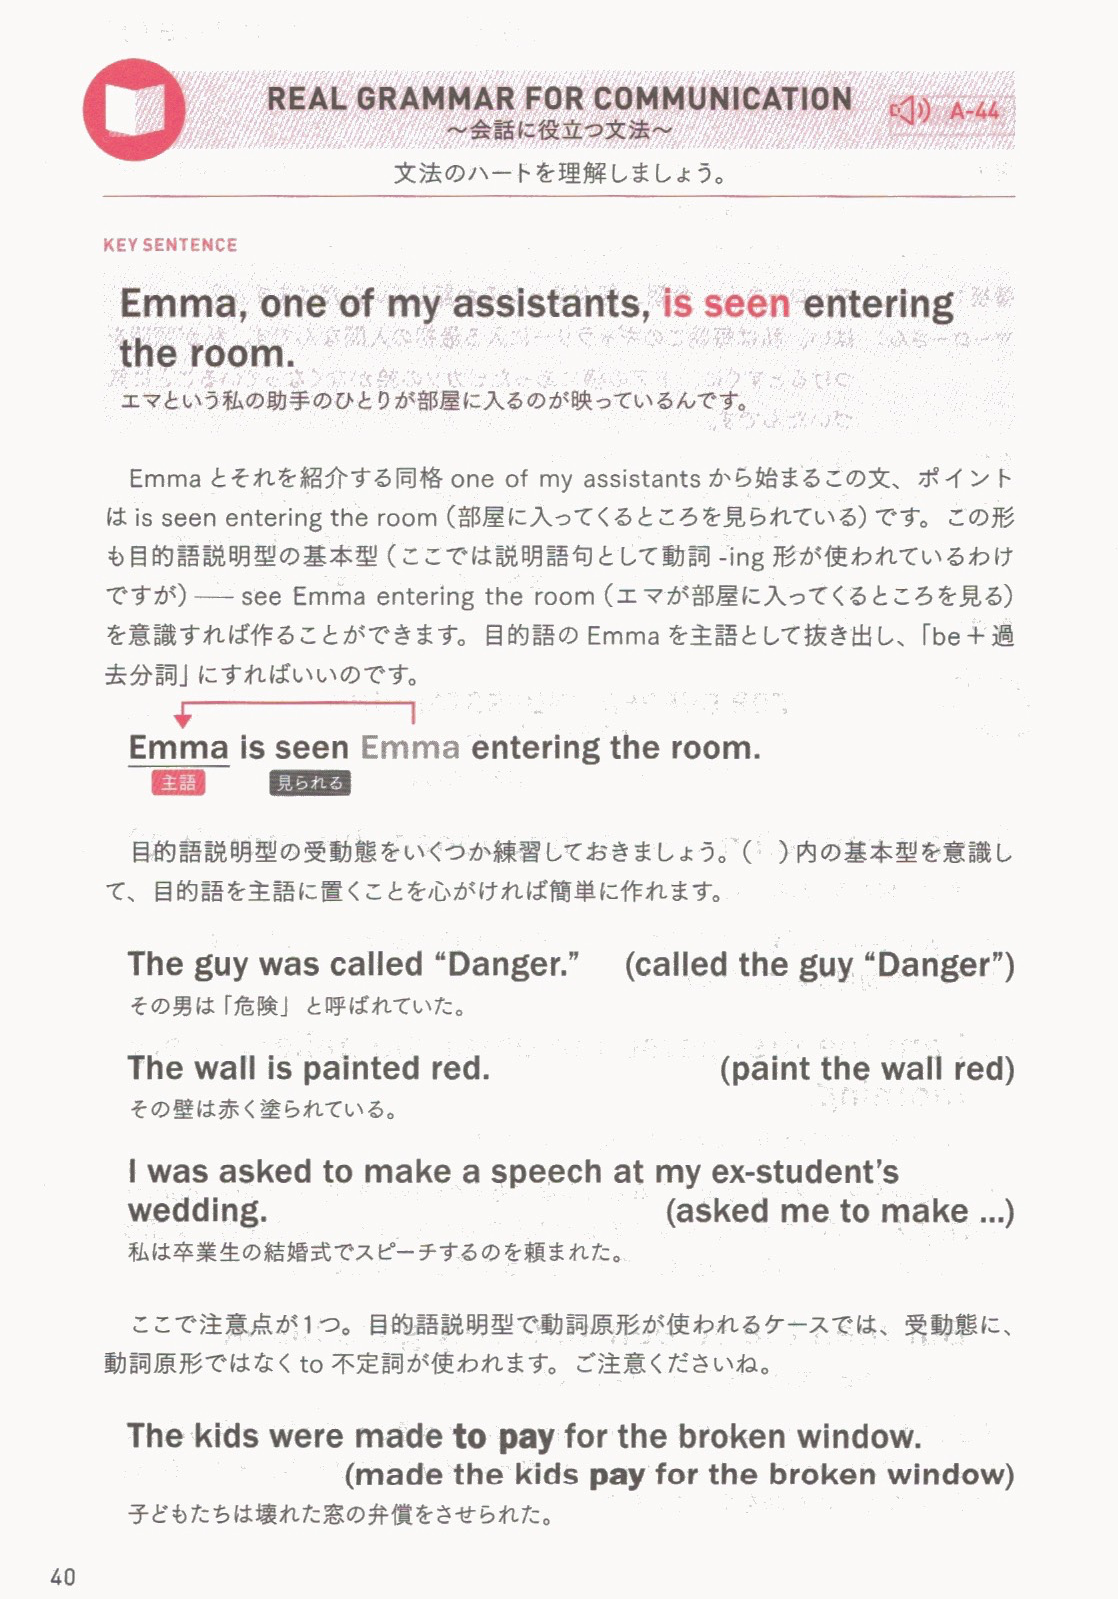 REAL GRAMMAR FOR COMMUNICATION
～会話に役立つ文法～
A-44
文法のハートを理解しましょう。
KEY SENTENCE
Emma, one of my assistants, is seen entering
the room.
エマという私の助手のひとりが部屋に入るのが映っているんです。
Emma とそれを紹介する同格 one of my assistants から始まるこの文、ポイント
は is seen entering the room（部屋に入ってくるところを見られている）です。この形
も目的語説明型の基本型（ここでは説明語句として動詞 -ing 形が使われているわけ
ですが）── see Emma entering the room（エマが部屋に入ってくるところを見る）
を意識すれば作ることができます。目的語の Emma を主語として抜き出し、「be＋過
去分詞」にすればいいのです。
Emma is seen Emma entering the room.
主語 見られる
目的語説明型の受動態をいくつか練習しておきましょう。(　)内の基本型を意識し
て、目的語を主語に置くことを心がければ簡単に作れます。
The guy was called “Danger.” (called the guy “Danger”)
その男は「危険」と呼ばれていた。
The wall is painted red. (paint the wall red)
その壁は赤く塗られている。
I was asked to make a speech at my ex-student’s
wedding. (asked me to make ...)
私は卒業生の結婚式でスピーチするのを頼まれた。
ここで注意点が1つ。目的語説明型で動詞原形が使われるケースでは、受動態に、
動詞原形ではなく to 不定詞が使われます。ご注意くださいね。
The kids were made to pay for the broken window.
(made the kids pay for the broken window)
子どもたちは壊れた窓の弁償をさせられた。
40